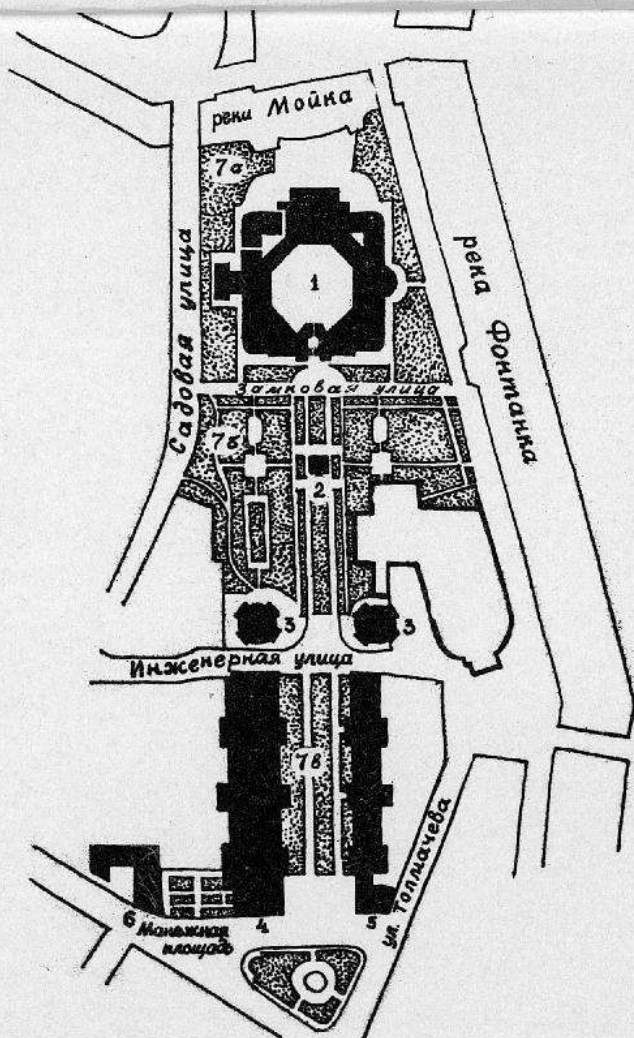 реки Мойка
7а
1
Садовая улица
река Фонтанка
Замковая улица
7б
2
3
3
Инженерная улица
7в
ул. Толмачева
6
Манежная
площадь
4
5